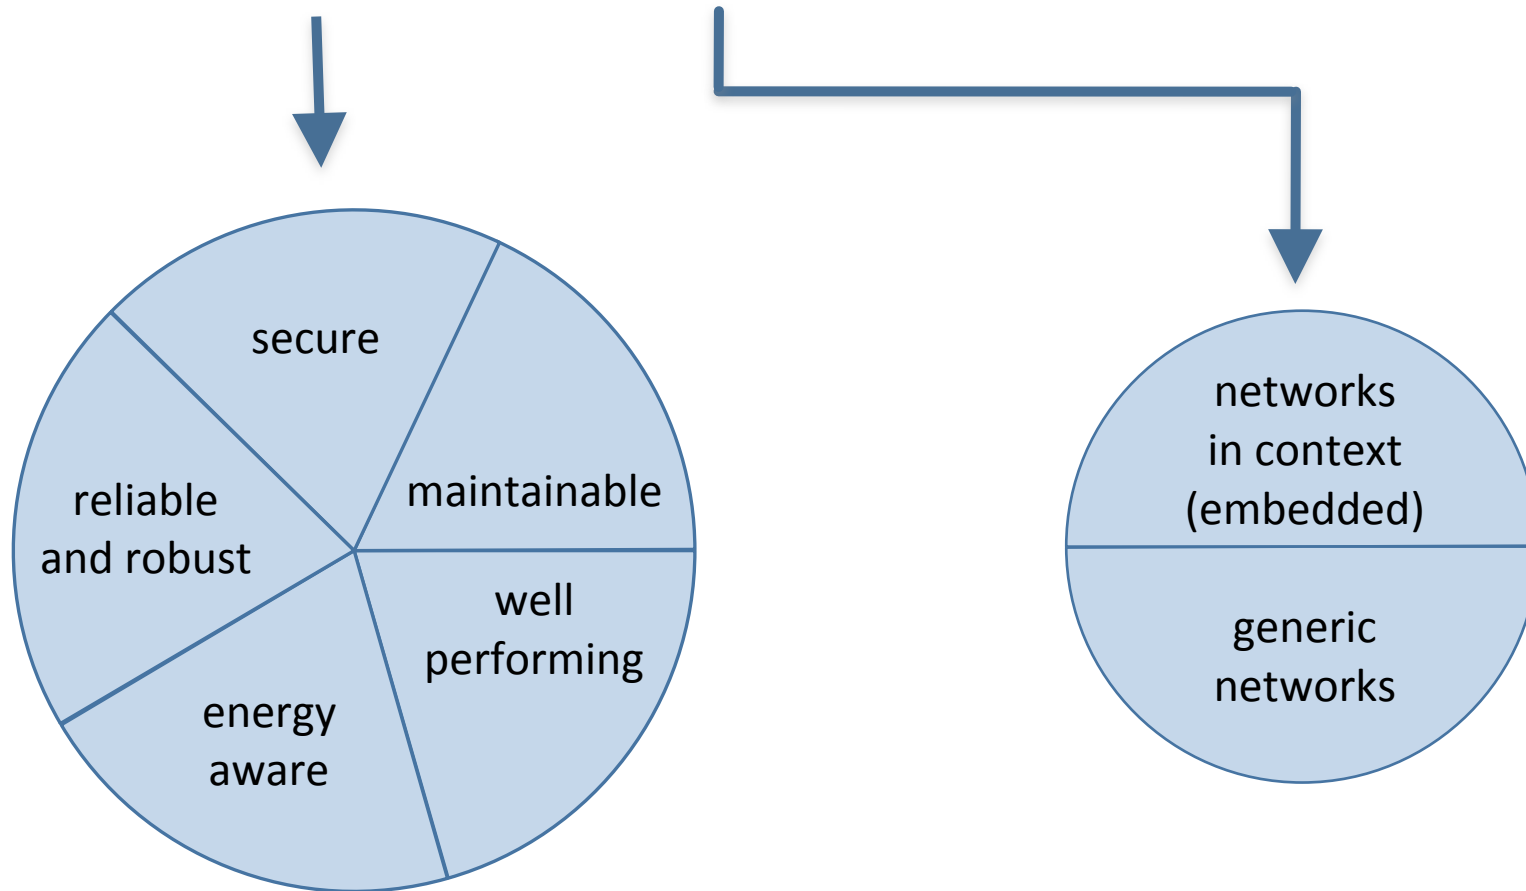 secure
maintainable
reliable
and robust
well
performing
energy
aware
networks
in context
(embedded)
generic
networks